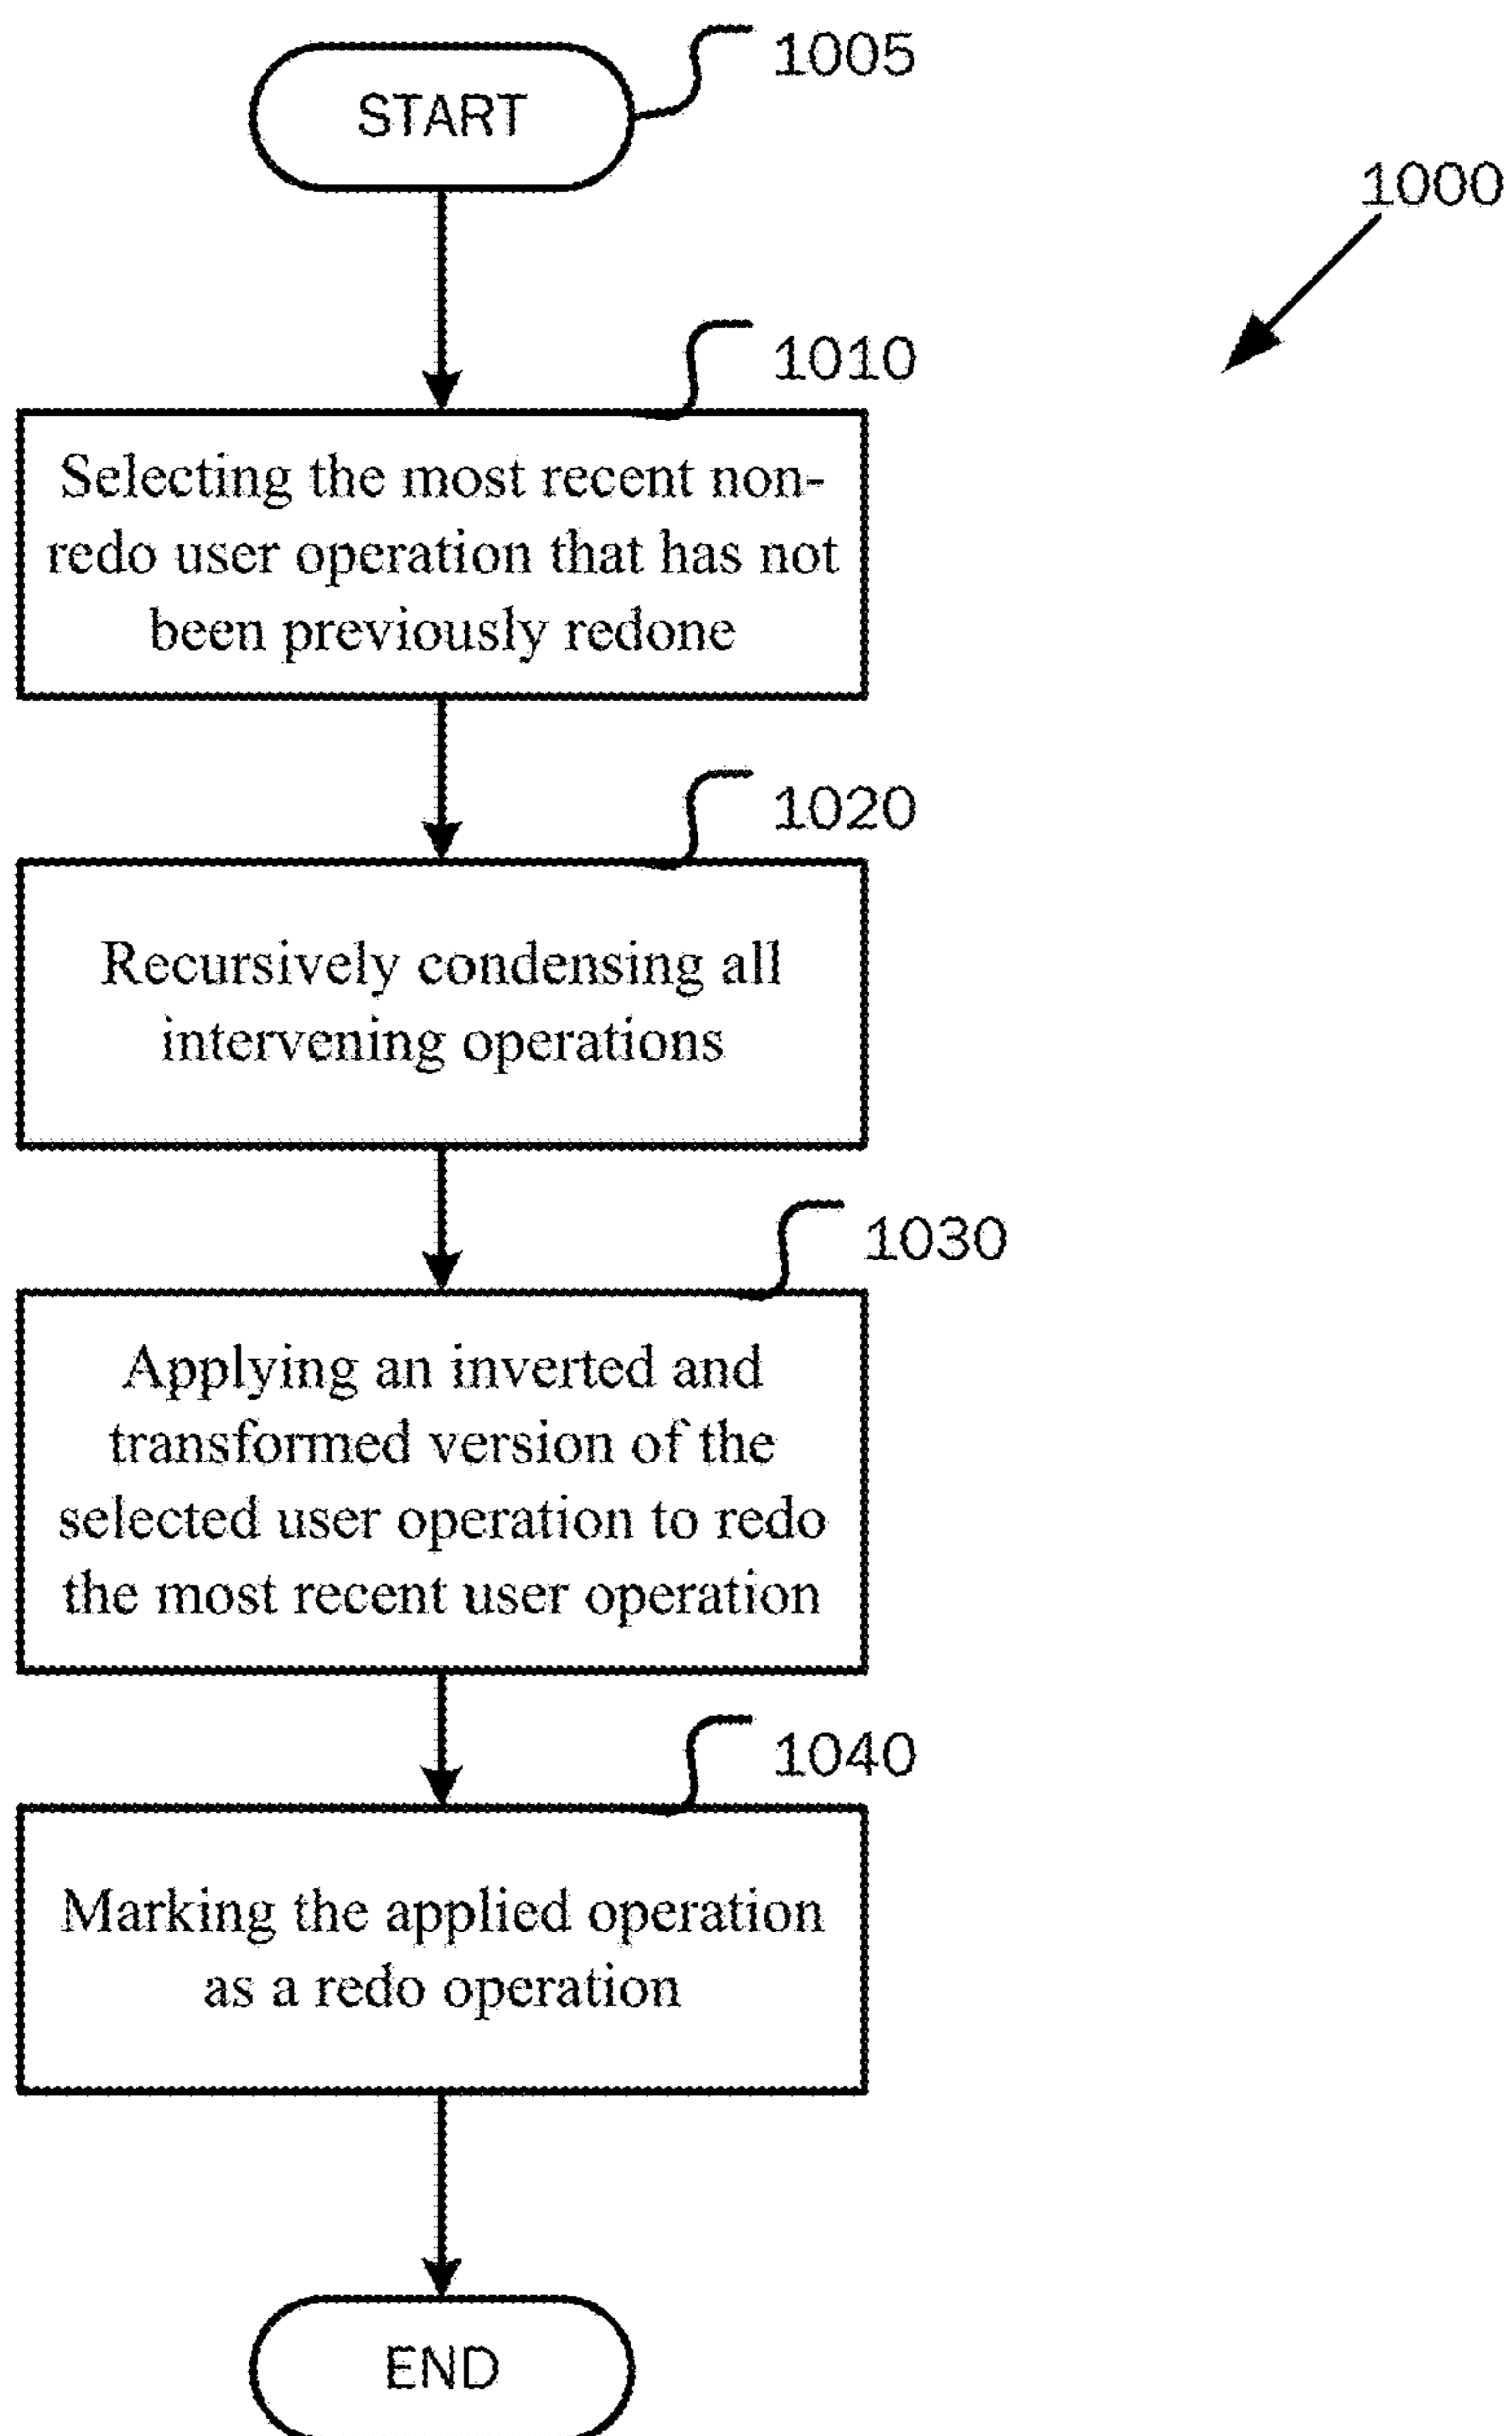 1005
START
1000
1010
Selecting the most recent non-
redo user operation that has not
been previously redone
1020
Recursively condensing all
intervening operations
1030
Applying an inverted and
transformed version of the
selected user operation to redo
the most recent user operation
1040
Marking the applied operation
as a redo operation
END